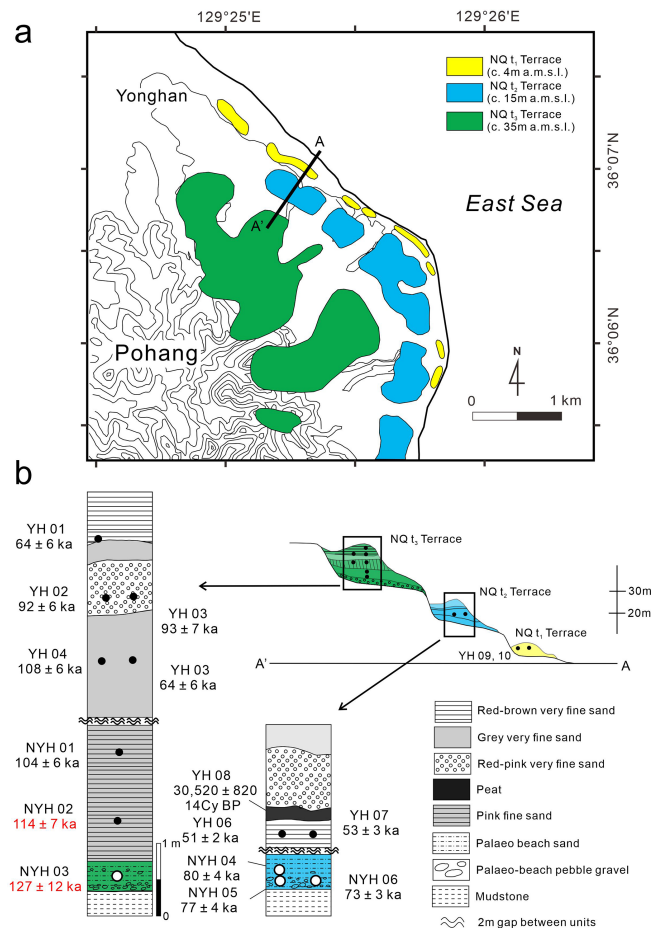 a
129°25'E
129°26'E
NQ t₁ Terrace
(c. 4m a.m.s.l.)
NQ t₂ Terrace
(c. 15m a.m.s.l.)
NQ t₃ Terrace
(c. 35m a.m.s.l.)
Yonghan
A
A'
East Sea
36°07'N
36°06'N
Pohang
N
0 1 km
b
YH 01
64 ± 6 ka
YH 02
92 ± 6 ka
YH 03
93 ± 7 ka
YH 04
108 ± 6 ka
YH 03
64 ± 6 ka
NYH 01
104 ± 6 ka
NYH 02
114 ± 7 ka
NYH 03
127 ± 12 ka
1 m
0
NQ t₃ Terrace
NQ t₂ Terrace
NQ t₁ Terrace
YH 09, 10
30m
20m
A'
A
YH 08
30,520 ± 820
14Cy BP
YH 06
51 ± 2 ka
YH 07
53 ± 3 ka
NYH 04
80 ± 4 ka
NYH 05
77 ± 4 ka
NYH 06
73 ± 3 ka
Red-brown very fine sand
Grey very fine sand
Red-pink very fine sand
Peat
Pink fine sand
Palaeo beach sand
Palaeo-beach pebble gravel
Mudstone
2m gap between units